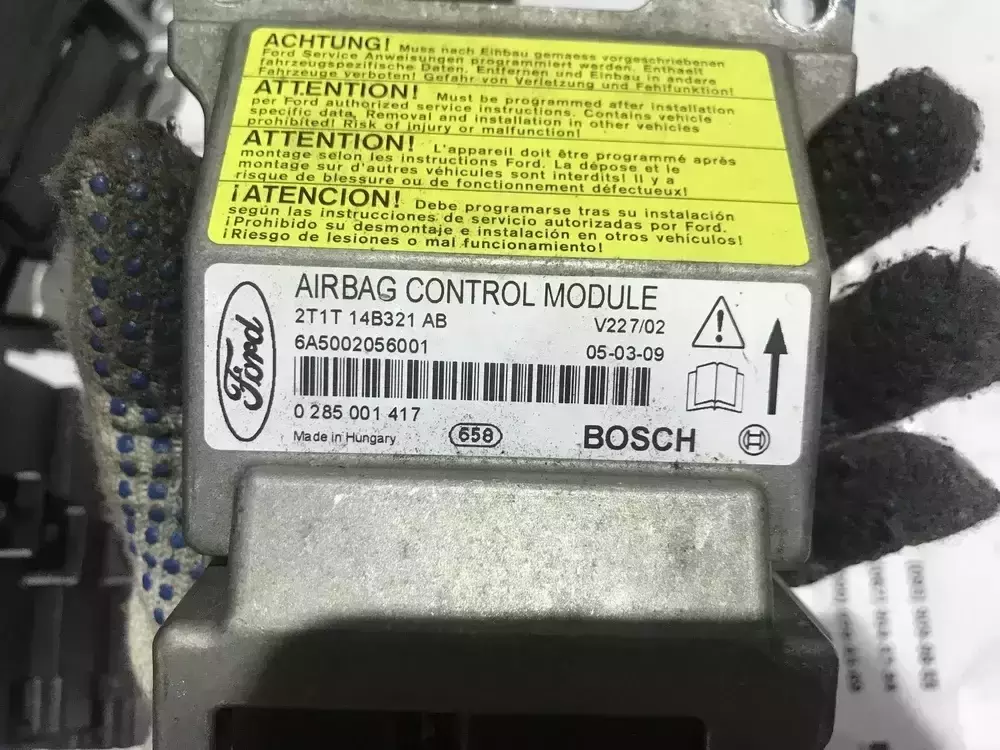 ACHTUNG! Muss nach Einbau gemaess vorgeschriebenen
Ford Service Anweisungen programmiert werden. Enthaelt
fahrzeugspezifische Daten. Entfernen und Einbau in andere
Fahrzeuge verboten! Gefahr von Verletzung und Fehlfunktion!
ATTENTION! Must be programmed after installation
per Ford authorized service instructions. Contains vehicle
specific data. Removal and installation in other vehicles
prohibited! Risk of injury or malfunction!
ATTENTION! L'appareil doit être programmé après
montage selon les instructions Ford. La dépose et le
montage sur d'autres véhicules sont interdits! Il y a
risque de blessure ou de fonctionnement défectueux!
¡ATENCION! Debe programarse tras su instalación
según las instrucciones de servicio autorizadas por Ford.
¡Prohibido su desmontaje e instalación en otros vehículos!
¡Riesgo de lesiones o mal funcionamiento!
Ford
AIRBAG CONTROL MODULE
2T1T 14B321 AB V227/02
6A5002056001 05-03-09
0 285 001 417
Made in Hungary 658 BOSCH